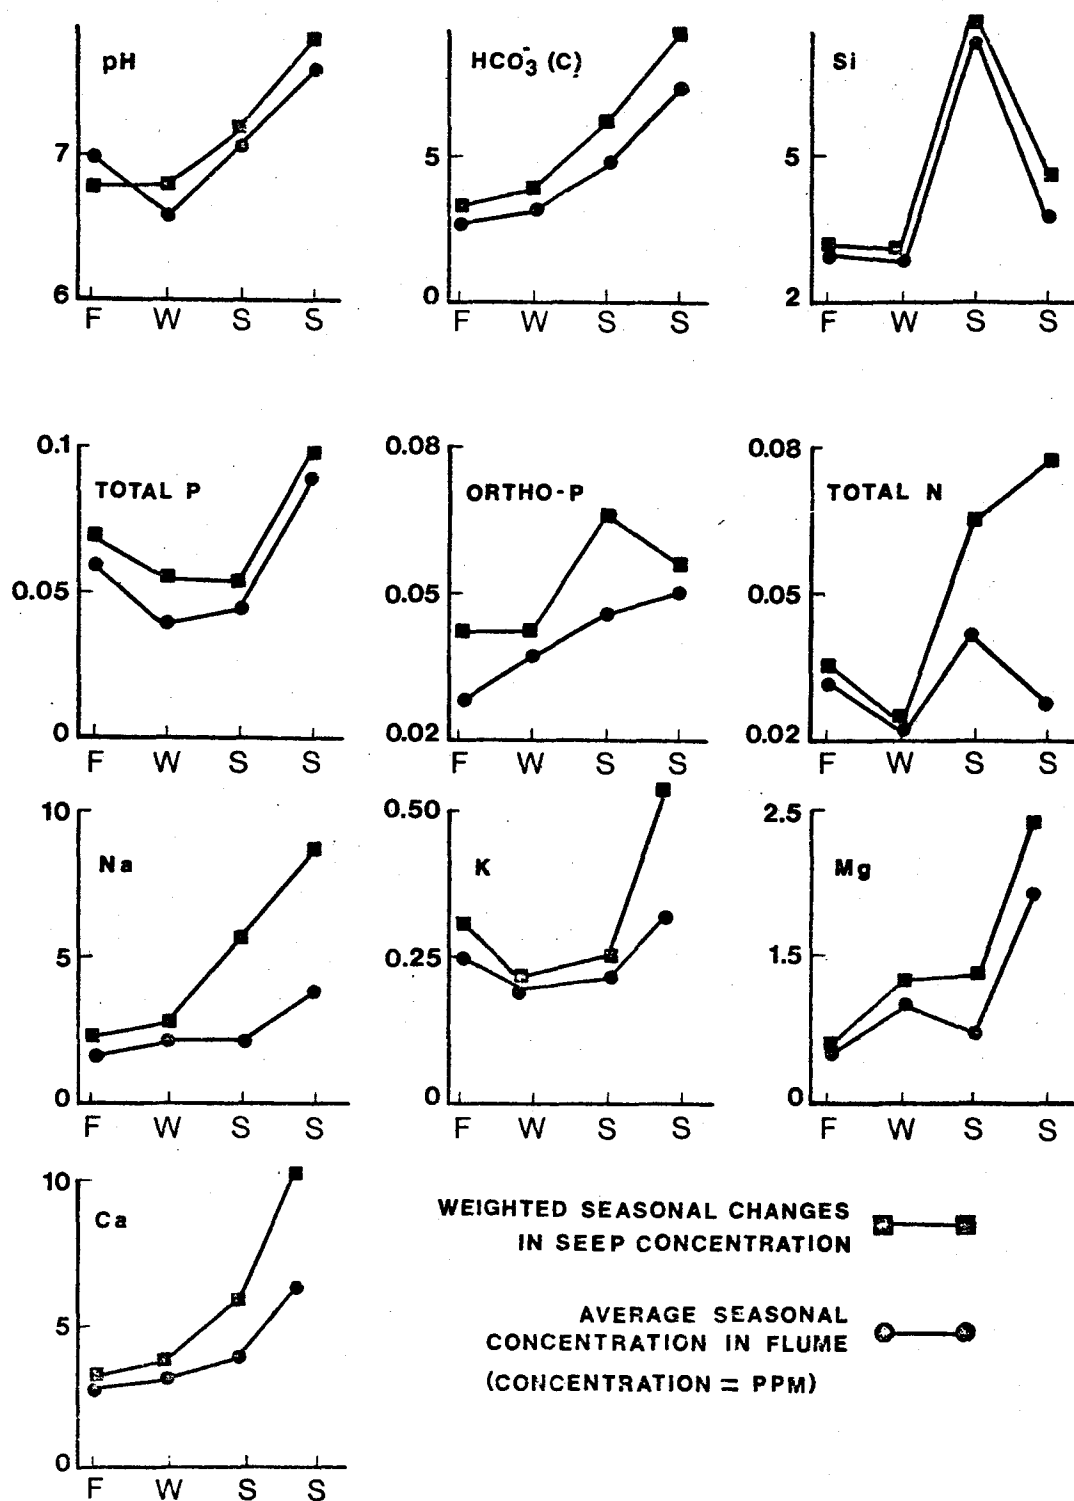 pH
7
6
F W S S
HCO₃⁻ (C)
5
0
F W S S
Si
5
2
F W S S
0.1
TOTAL P
0.05
0
F W S S
0.08
ORTHO-P
0.05
0.02
F W S S
0.08
TOTAL N
0.05
0.02
F W S S
10
Na
5
0
F W S S
0.50
K
0.25
0
F W S S
2.5
Mg
1.5
0
F W S S
10
Ca
5
0
F W S S
WEIGHTED SEASONAL CHANGES
IN SEEP CONCENTRATION
AVERAGE SEASONAL
CONCENTRATION IN FLUME
(CONCENTRATION = PPM)